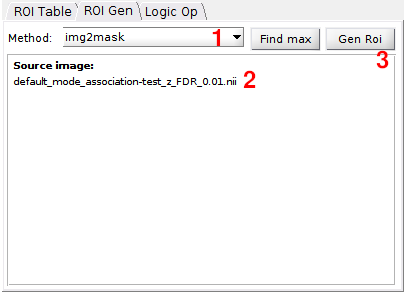 ROI Table ROI Gen Logic Op
Method: img2mask 1 Find max Gen Roi
3
Source image:
default_mode_association-test_z_FDR_0.01.nii 2